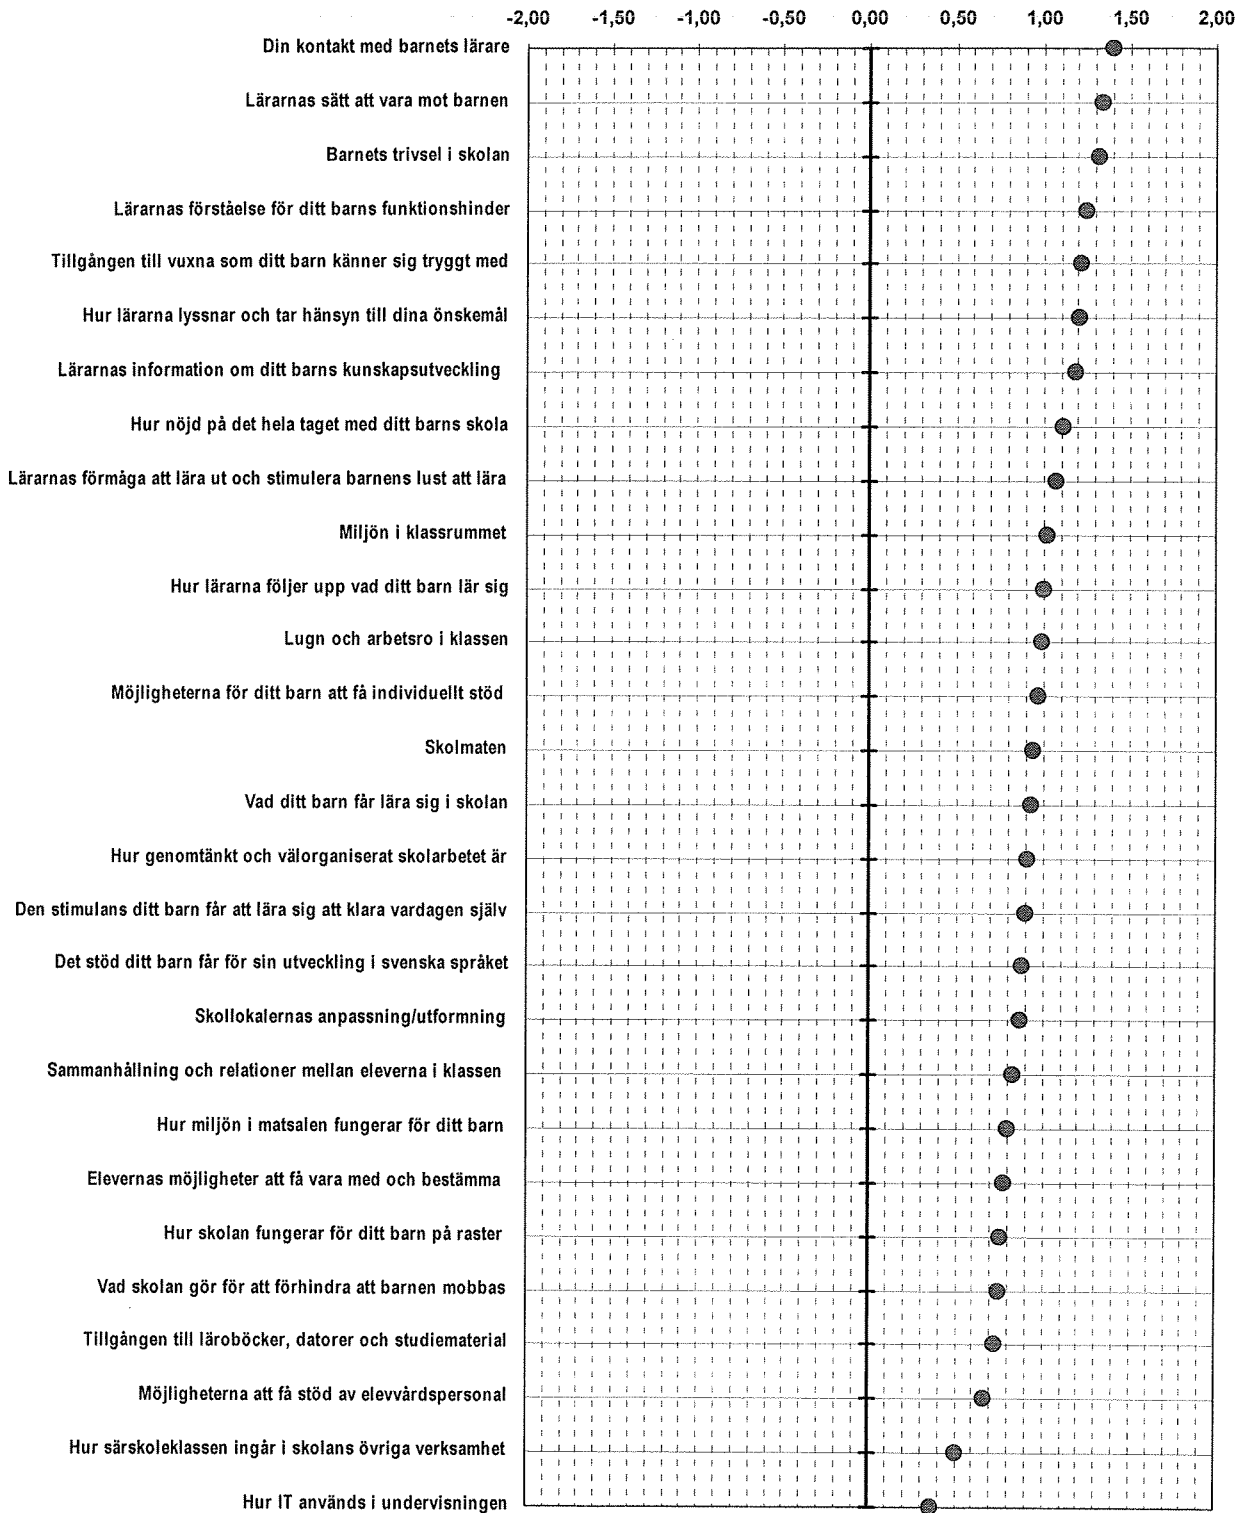 -2,00 -1,50 -1,00 -0,50 0,00 0,50 1,00 1,50 2,00
Din kontakt med barnets lärare
Lärarnas sätt att vara mot barnen
Barnets trivsel i skolan
Lärarnas förståelse för ditt barns funktionshinder
Tillgången till vuxna som ditt barn känner sig tryggt med
Hur lärarna lyssnar och tar hänsyn till dina önskemål
Lärarnas information om ditt barns kunskapsutveckling
Hur nöjd på det hela taget med ditt barns skola
Lärarnas förmåga att lära ut och stimulera barnens lust att lära
Miljön i klassrummet
Hur lärarna följer upp vad ditt barn lär sig
Lugn och arbetsro i klassen
Möjligheterna för ditt barn att få individuellt stöd
Skolmaten
Vad ditt barn får lära sig i skolan
Hur genomtänkt och välorganiserat skolarbetet är
Den stimulans ditt barn får att lära sig att klara vardagen själv
Det stöd ditt barn får för sin utveckling i svenska språket
Skollokalernas anpassning/utformning
Sammanhållning och relationer mellan eleverna i klassen
Hur miljön i matsalen fungerar för ditt barn
Elevernas möjligheter att få vara med och bestämma
Hur skolan fungerar för ditt barn på raster
Vad skolan gör för att förhindra att barnen mobbas
Tillgången till läroböcker, datorer och studiematerial
Möjligheterna att få stöd av elevvårdspersonal
Hur särskoleklassen ingår i skolans övriga verksamhet
Hur IT används i undervisningen